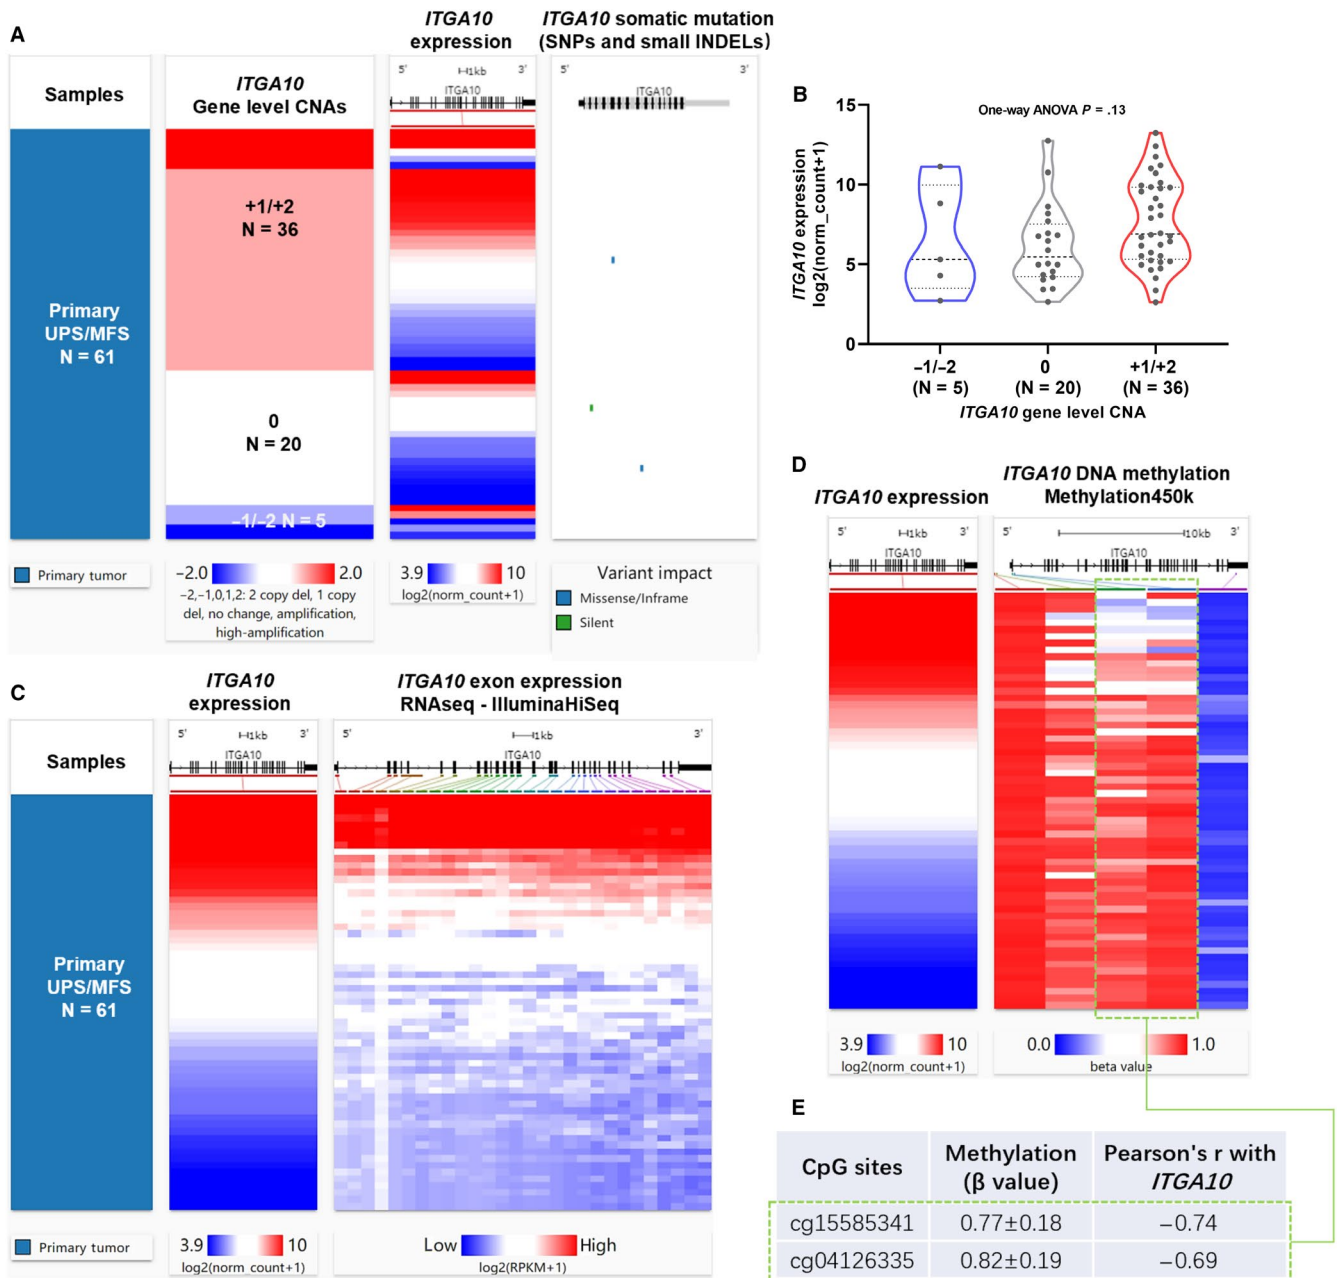 A
Samples
ITGA10
Gene level CNAs
ITGA10
expression
ITGA10 somatic mutation
(SNPs and small INDELs)
5' 1kb 3'
ITGA10
5' 3'
ITGA10
Primary
UPS/MFS
N = 61
+1/+2
N = 36
0
N = 20
−1/−2 N = 5
Primary tumor
−2.0 2.0
−2,−1,0,1,2: 2 copy del, 1 copy
del, no change, amplification,
high-amplification
3.9 10
log2(norm_count+1)
Variant impact
Missense/Inframe
Silent
B
One-way ANOVA P = .13
ITGA10 expression
log2(norm_count+1)
15
10
5
0
−1/−2 0 +1/+2
(N = 5) (N = 20) (N = 36)
ITGA10 gene level CNA
C
Samples
ITGA10
expression
ITGA10 exon expression
RNAseq - IlluminaHiSeq
5' 1kb 3'
ITGA10
5' 1kb 3'
ITGA10
Primary
UPS/MFS
N = 61
Primary tumor
3.9 10
log2(norm_count+1)
Low High
log2(RPKM+1)
D
ITGA10 expression
ITGA10 DNA methylation
Methylation450k
5' 1kb 3'
ITGA10
5' 10kb 3'
ITGA10
3.9 10
log2(norm_count+1)
0.0 1.0
beta value
E
CpG sites
Methylation
(β value)
Pearson's r with
ITGA10
cg15585341 0.77±0.18 −0.74
cg04126335 0.82±0.19 −0.69